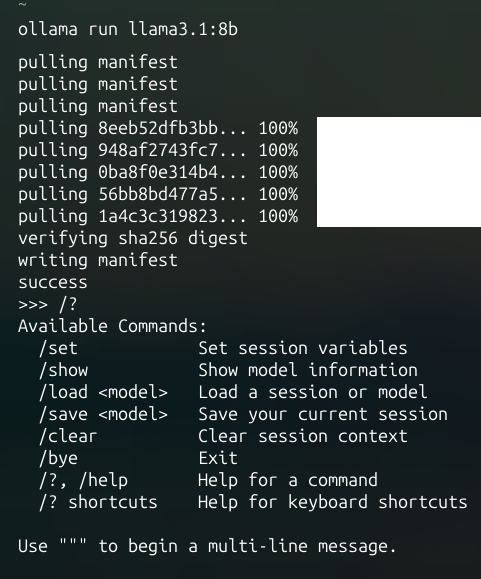 ~
ollama run llama3.1:8b
pulling manifest
pulling manifest
pulling manifest
pulling 8eeb52dfb3bb... 100%
pulling 948af2743fc7... 100%
pulling 0ba8f0e314b4... 100%
pulling 56bb8bd477a5... 100%
pulling 1a4c3c319823... 100%
verifying sha256 digest
writing manifest
success
>>> /?
Available Commands:
  /set            Set session variables
  /show           Show model information
  /load <model>   Load a session or model
  /save <model>   Save your current session
  /clear          Clear session context
  /bye            Exit
  /?, /help       Help for a command
  /? shortcuts    Help for keyboard shortcuts
Use """ to begin a multi-line message.